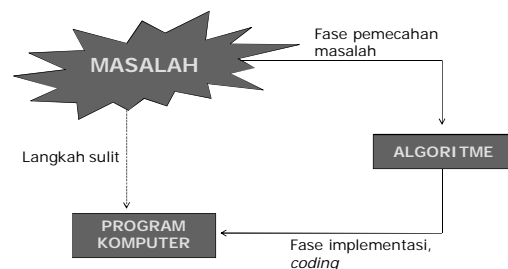 Fase pemecahan
masalah
MASALAH
Langkah sulit
ALGORITME
PROGRAM
KOMPUTER
Fase implementasi,
coding